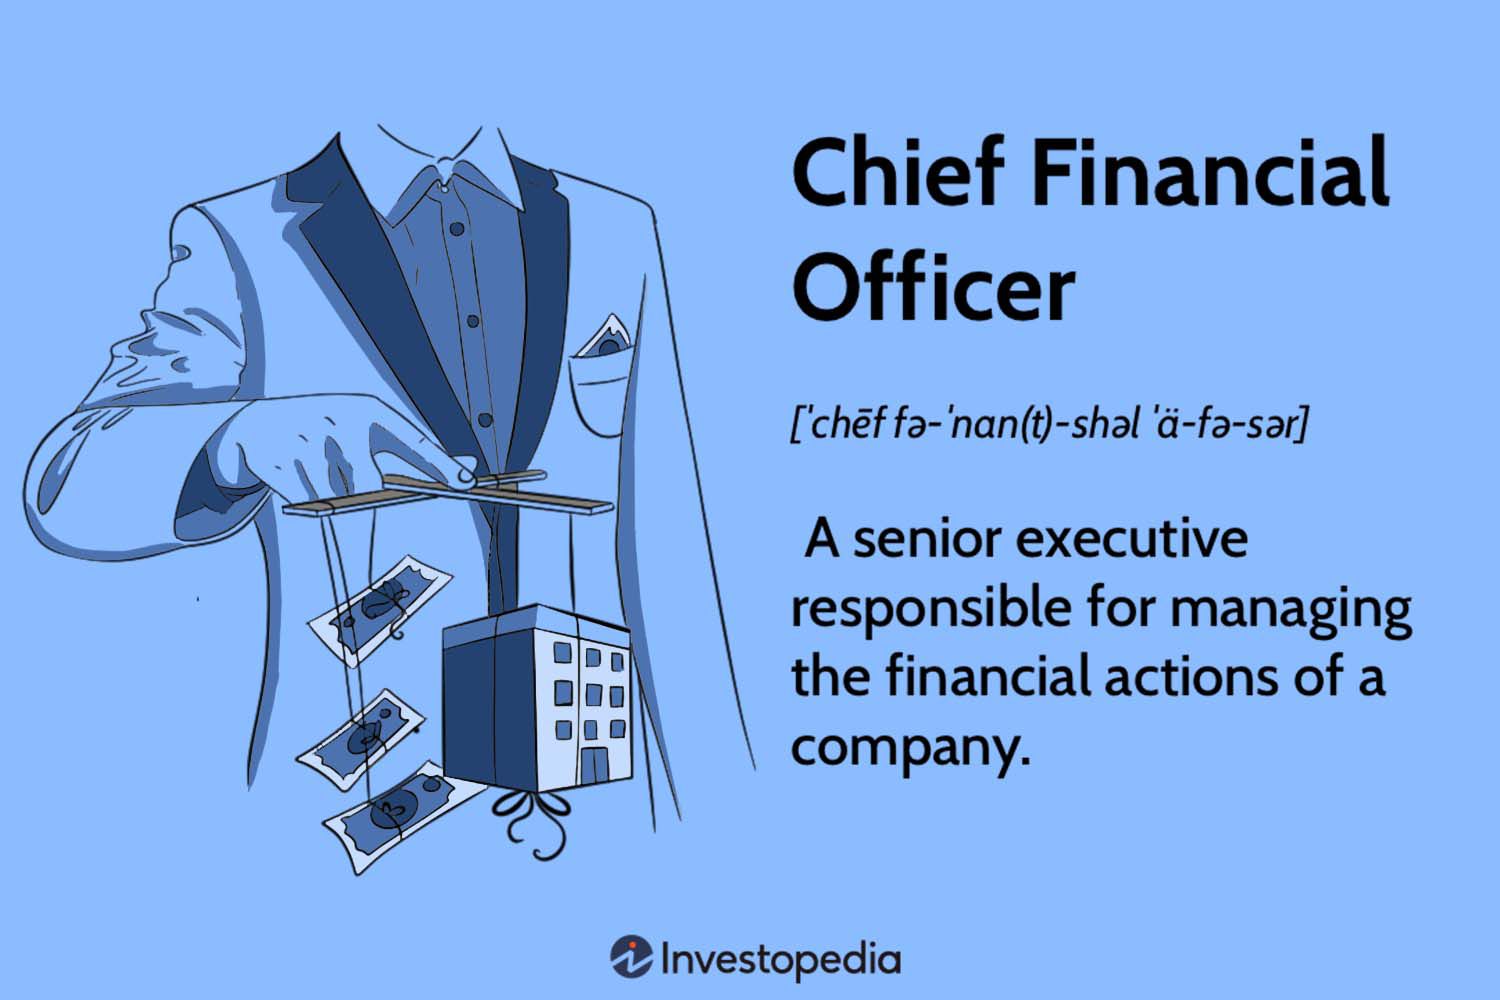 Chief Financial
Officer
[ˈchēf fə-ˈnan(t)-shəl ˈä-fə-sər]
A senior executive
responsible for managing
the financial actions of a
company.
Investopedia